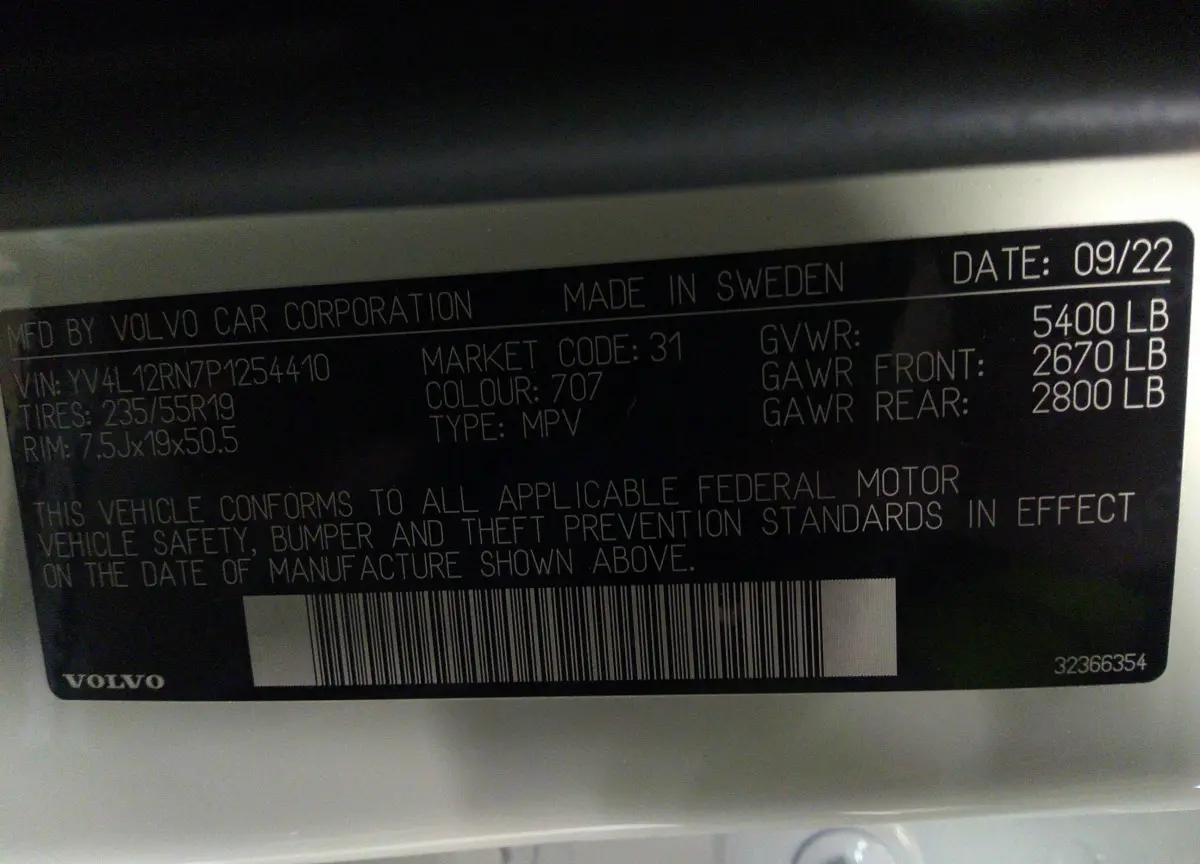 MFD BY VOLVO CAR CORPORATION MADE IN SWEDEN DATE: 09/22
VIN: YV4L12RN7P1254410 MARKET CODE: 31 GVWR: 5400 LB
TIRES: 235/55R19 COLOUR: 707 GAWR FRONT: 2670 LB
RIM: 7.5Jx19x50.5 TYPE: MPV GAWR REAR: 2800 LB
THIS VEHICLE CONFORMS TO ALL APPLICABLE FEDERAL MOTOR
VEHICLE SAFETY, BUMPER AND THEFT PREVENTION STANDARDS IN EFFECT
ON THE DATE OF MANUFACTURE SHOWN ABOVE.
VOLVO 32366354